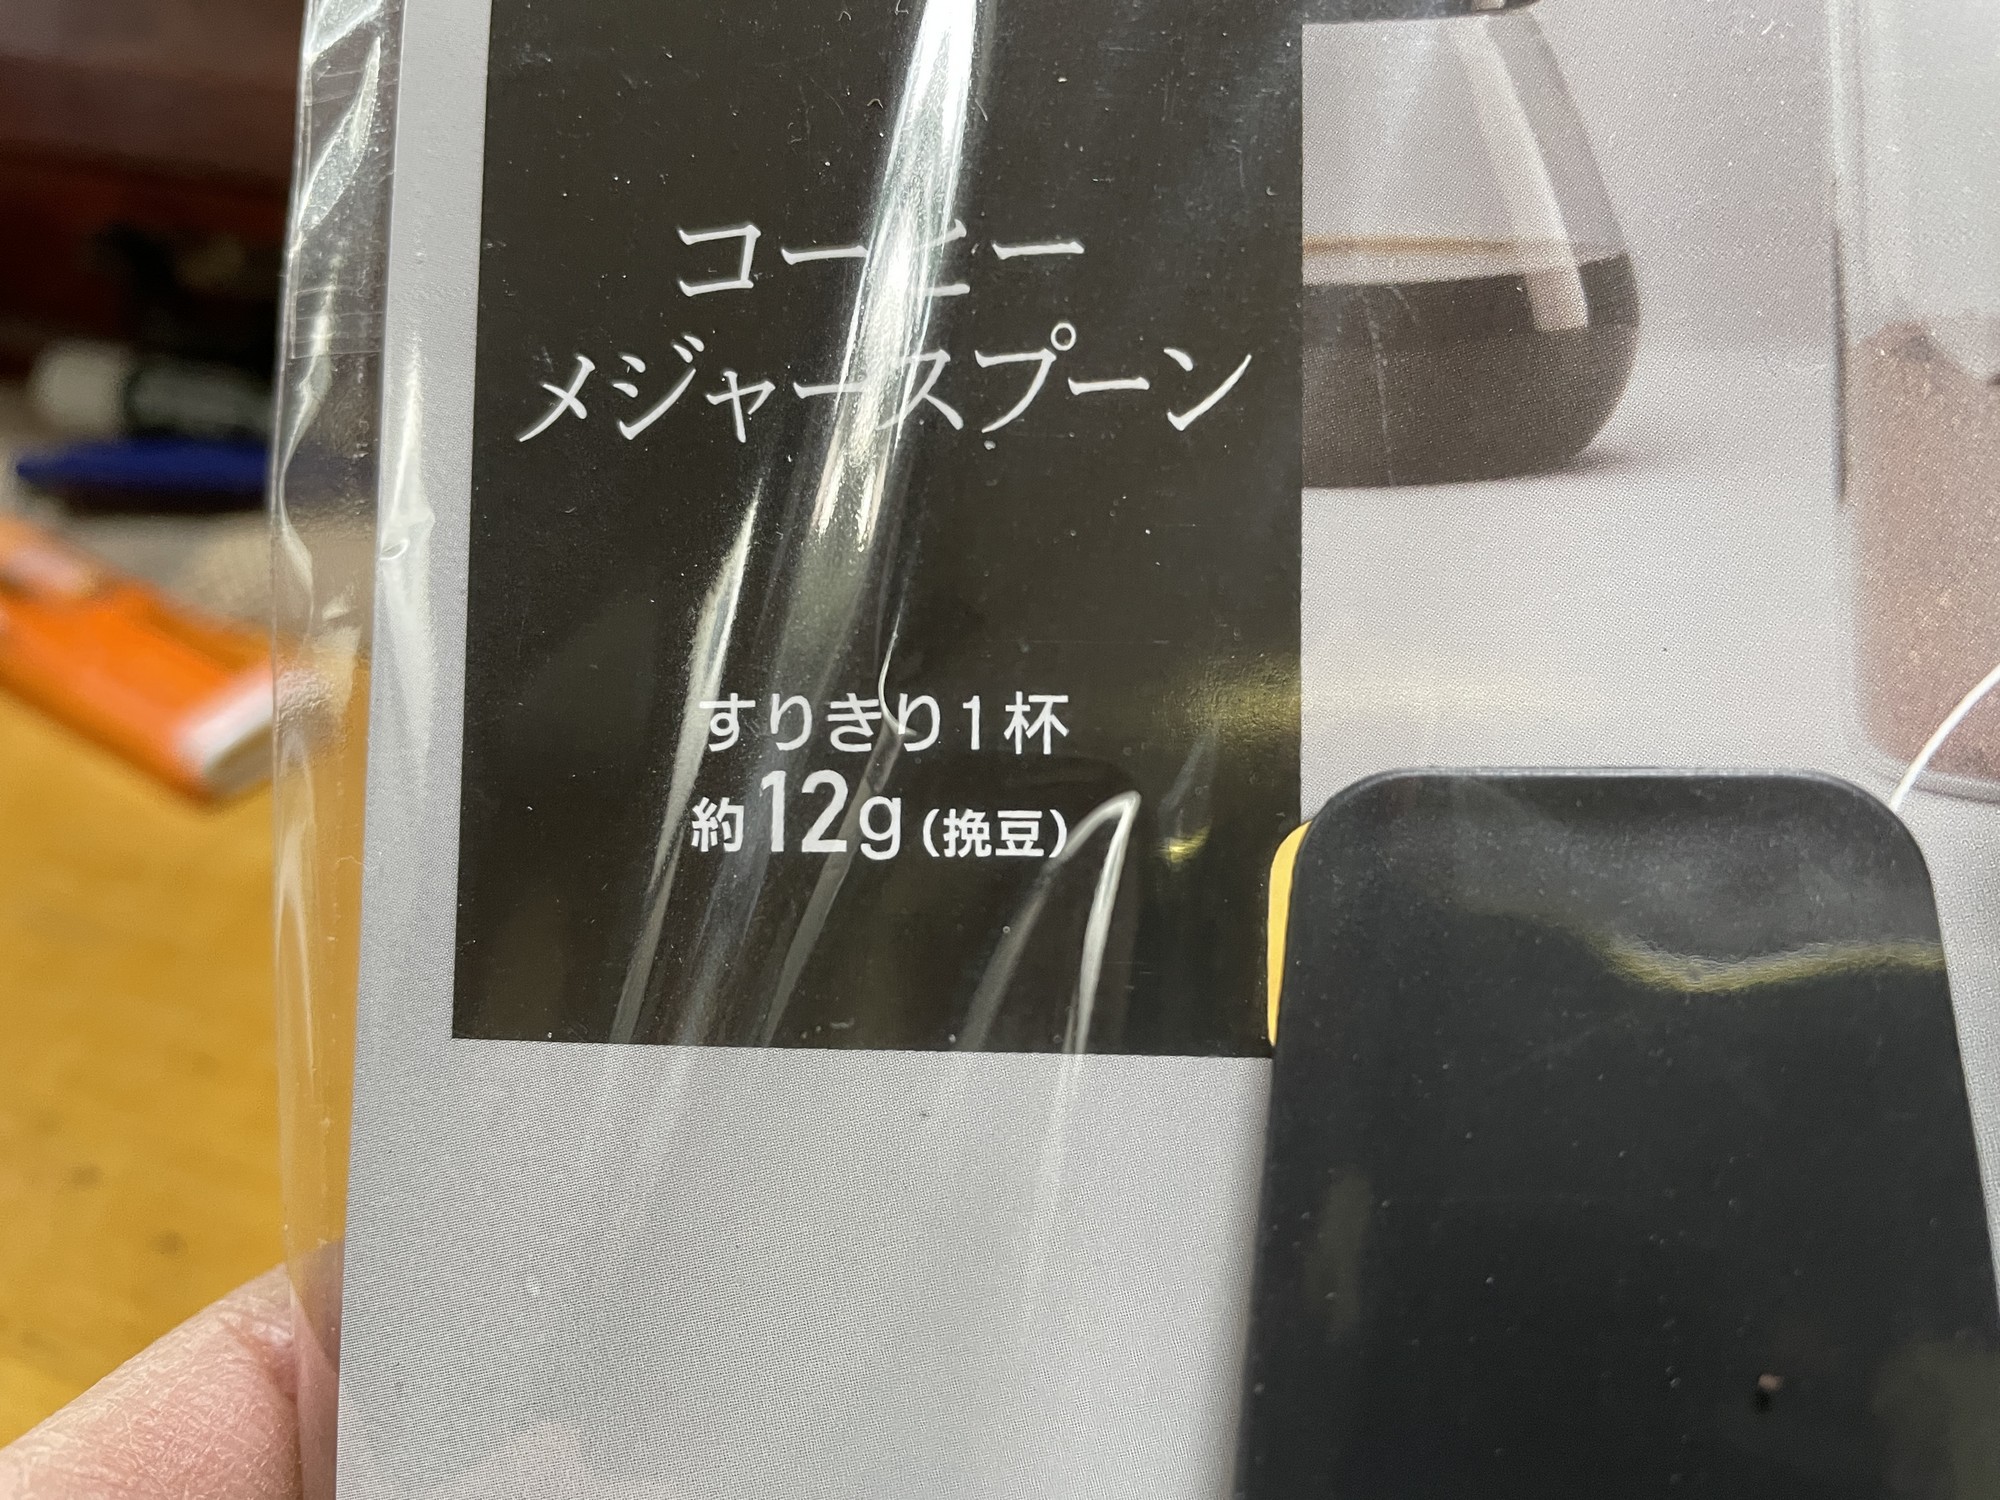 コーヒー
メジャースプーン
すりきり1杯
約12g(挽豆)